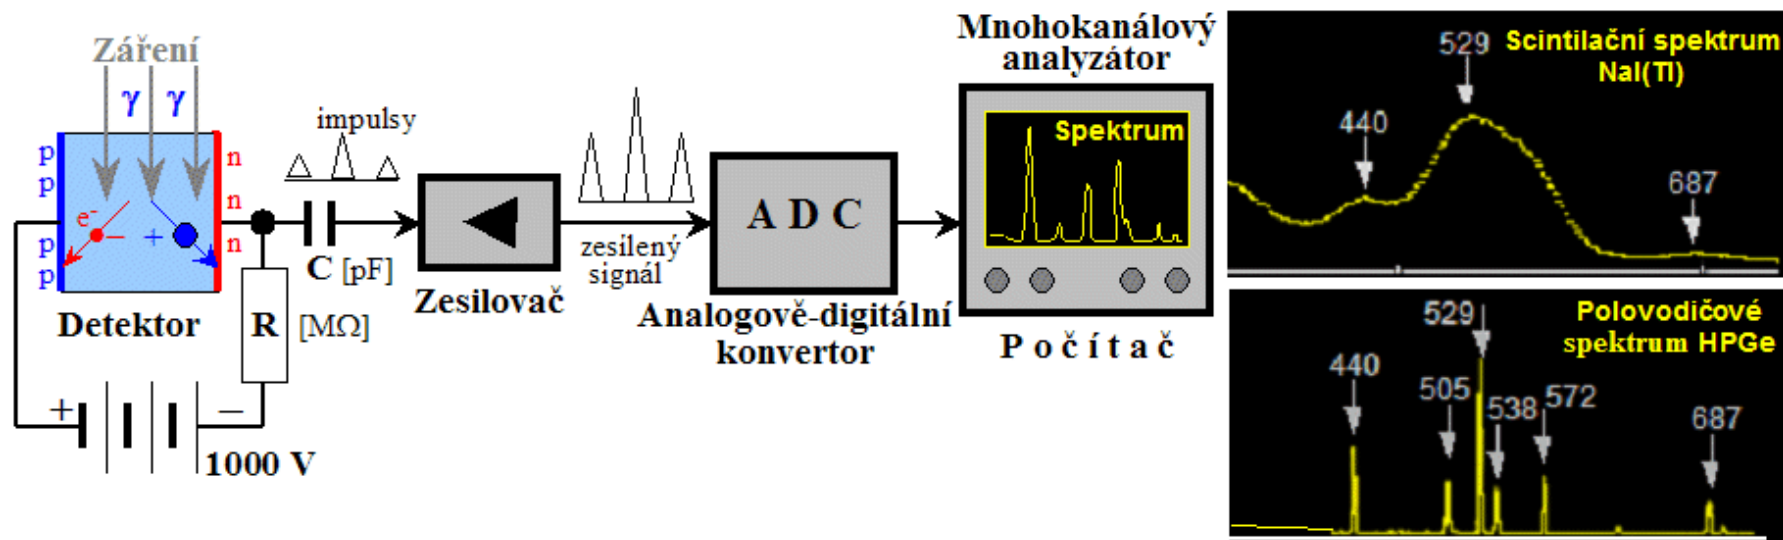 Záření
γ γ
p
p
p
p
n
n
n
e-
−
+
Detektor
+
−
1000 V
R
[MΩ]
impulsy
C [pF]
Zesilovač
zesílený
signál
A D C
Analogově-digitální
konvertor
Mnohokanálový
analyzátor
Spektrum
P o č í t a č
Scintilační spektrum
NaI(Tl)
440
529
687
Polovodičové
spektrum HPGe
440
505
529
538
572
687